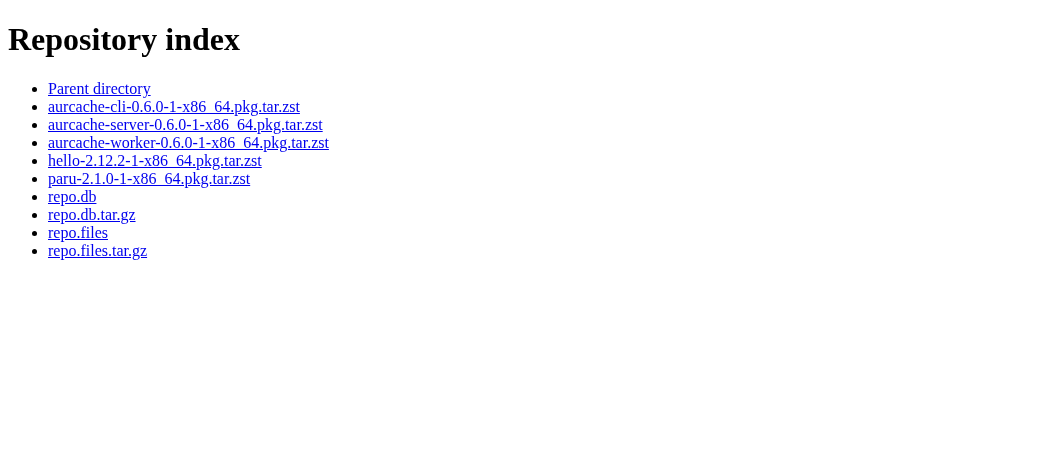 Repository index
Parent directory
aurcache-cli-0.6.0-1-x86_64.pkg.tar.zst
aurcache-server-0.6.0-1-x86_64.pkg.tar.zst
aurcache-worker-0.6.0-1-x86_64.pkg.tar.zst
hello-2.12.2-1-x86_64.pkg.tar.zst
paru-2.1.0-1-x86_64.pkg.tar.zst
repo.db
repo.db.tar.gz
repo.files
repo.files.tar.gz